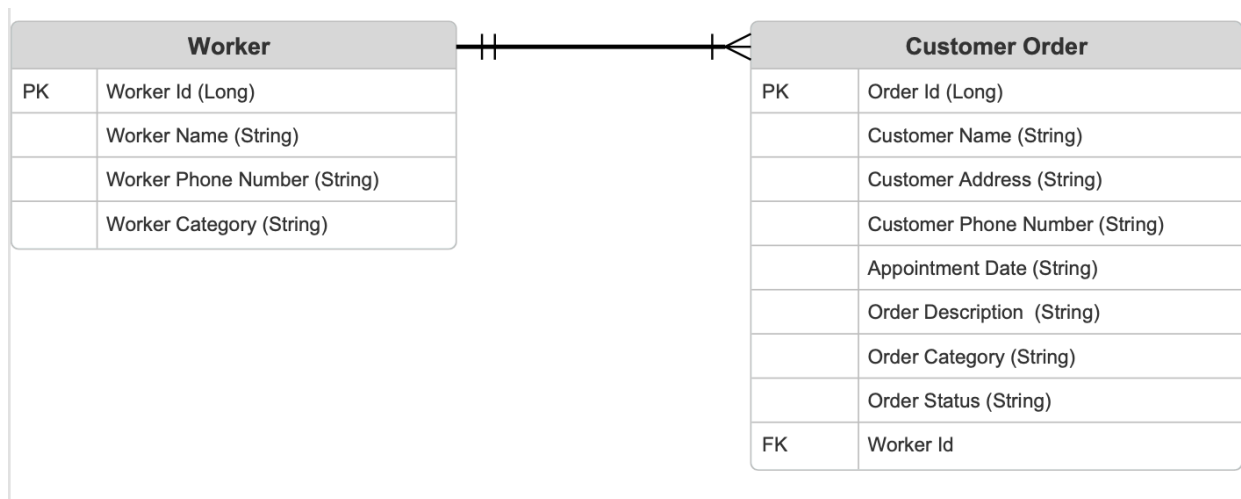 Worker
PK Worker Id (Long)
Worker Name (String)
Worker Phone Number (String)
Worker Category (String)
Customer Order
PK Order Id (Long)
Customer Name (String)
Customer Address (String)
Customer Phone Number (String)
Appointment Date (String)
Order Description (String)
Order Category (String)
Order Status (String)
FK Worker Id